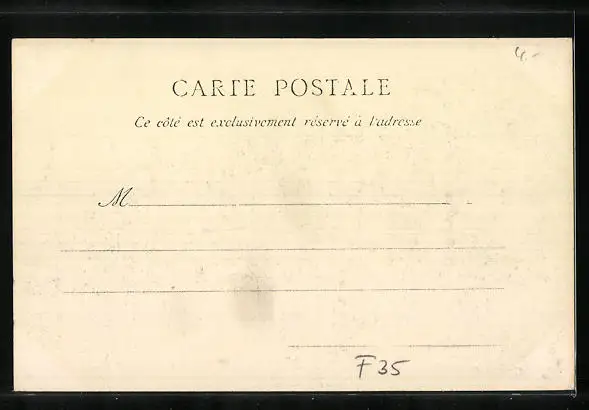 4.-
CARTE POSTALE
Ce côté est exclusivement réservé à l'adresse
M
F35